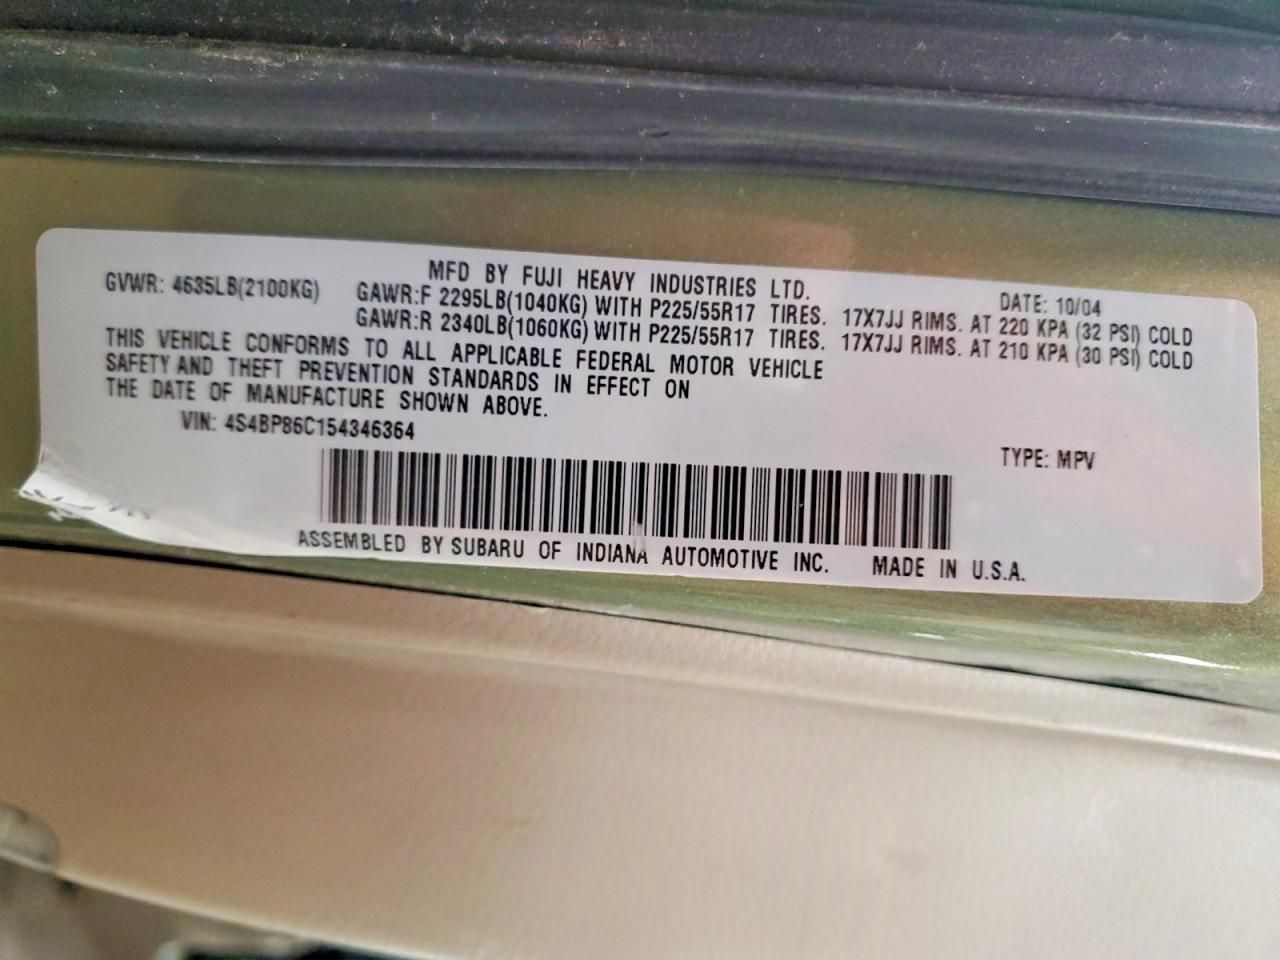 MFD BY FUJI HEAVY INDUSTRIES LTD. DATE: 10/04
GVWR: 4635LB(2100KG) GAWR:F 2295LB(1040KG) WITH P225/55R17 TIRES. 17X7JJ RIMS. AT 220 KPA (32 PSI) COLD
GAWR:R 2340LB(1060KG) WITH P225/55R17 TIRES. 17X7JJ RIMS. AT 210 KPA (30 PSI) COLD
THIS VEHICLE CONFORMS TO ALL APPLICABLE FEDERAL MOTOR VEHICLE
SAFETY AND THEFT PREVENTION STANDARDS IN EFFECT ON
THE DATE OF MANUFACTURE SHOWN ABOVE.
VIN: 4S4BP86C154346364 TYPE: MPV
ASSEMBLED BY SUBARU OF INDIANA AUTOMOTIVE INC. MADE IN U.S.A.